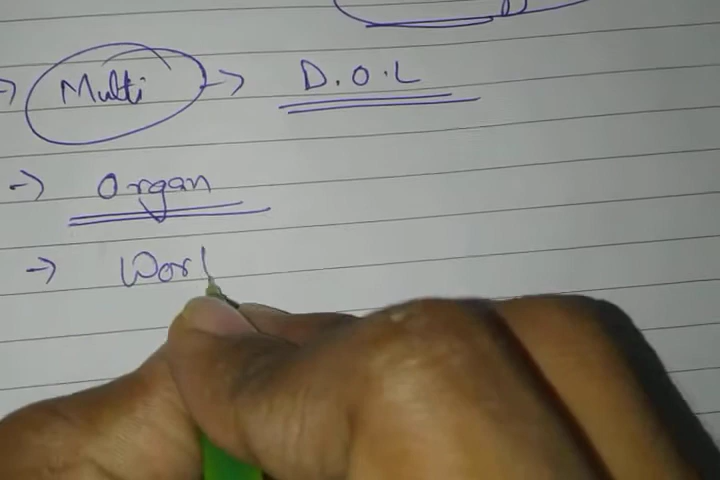 → Multi → D.O.L
→ Organ
→ Worl